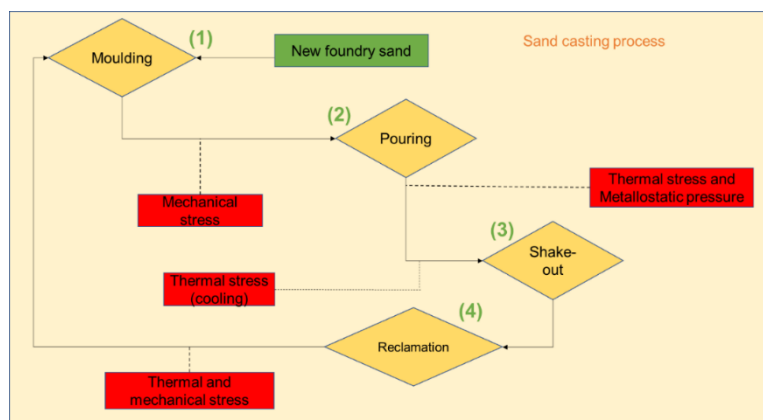 Sand casting process
(1)
Moulding
New foundry sand
(2)
Pouring
Mechanical
stress
Thermal stress and
Metallostatic pressure
(3)
Shake-
out
Thermal stress
(cooling)
(4)
Reclamation
Thermal and
mechanical stress